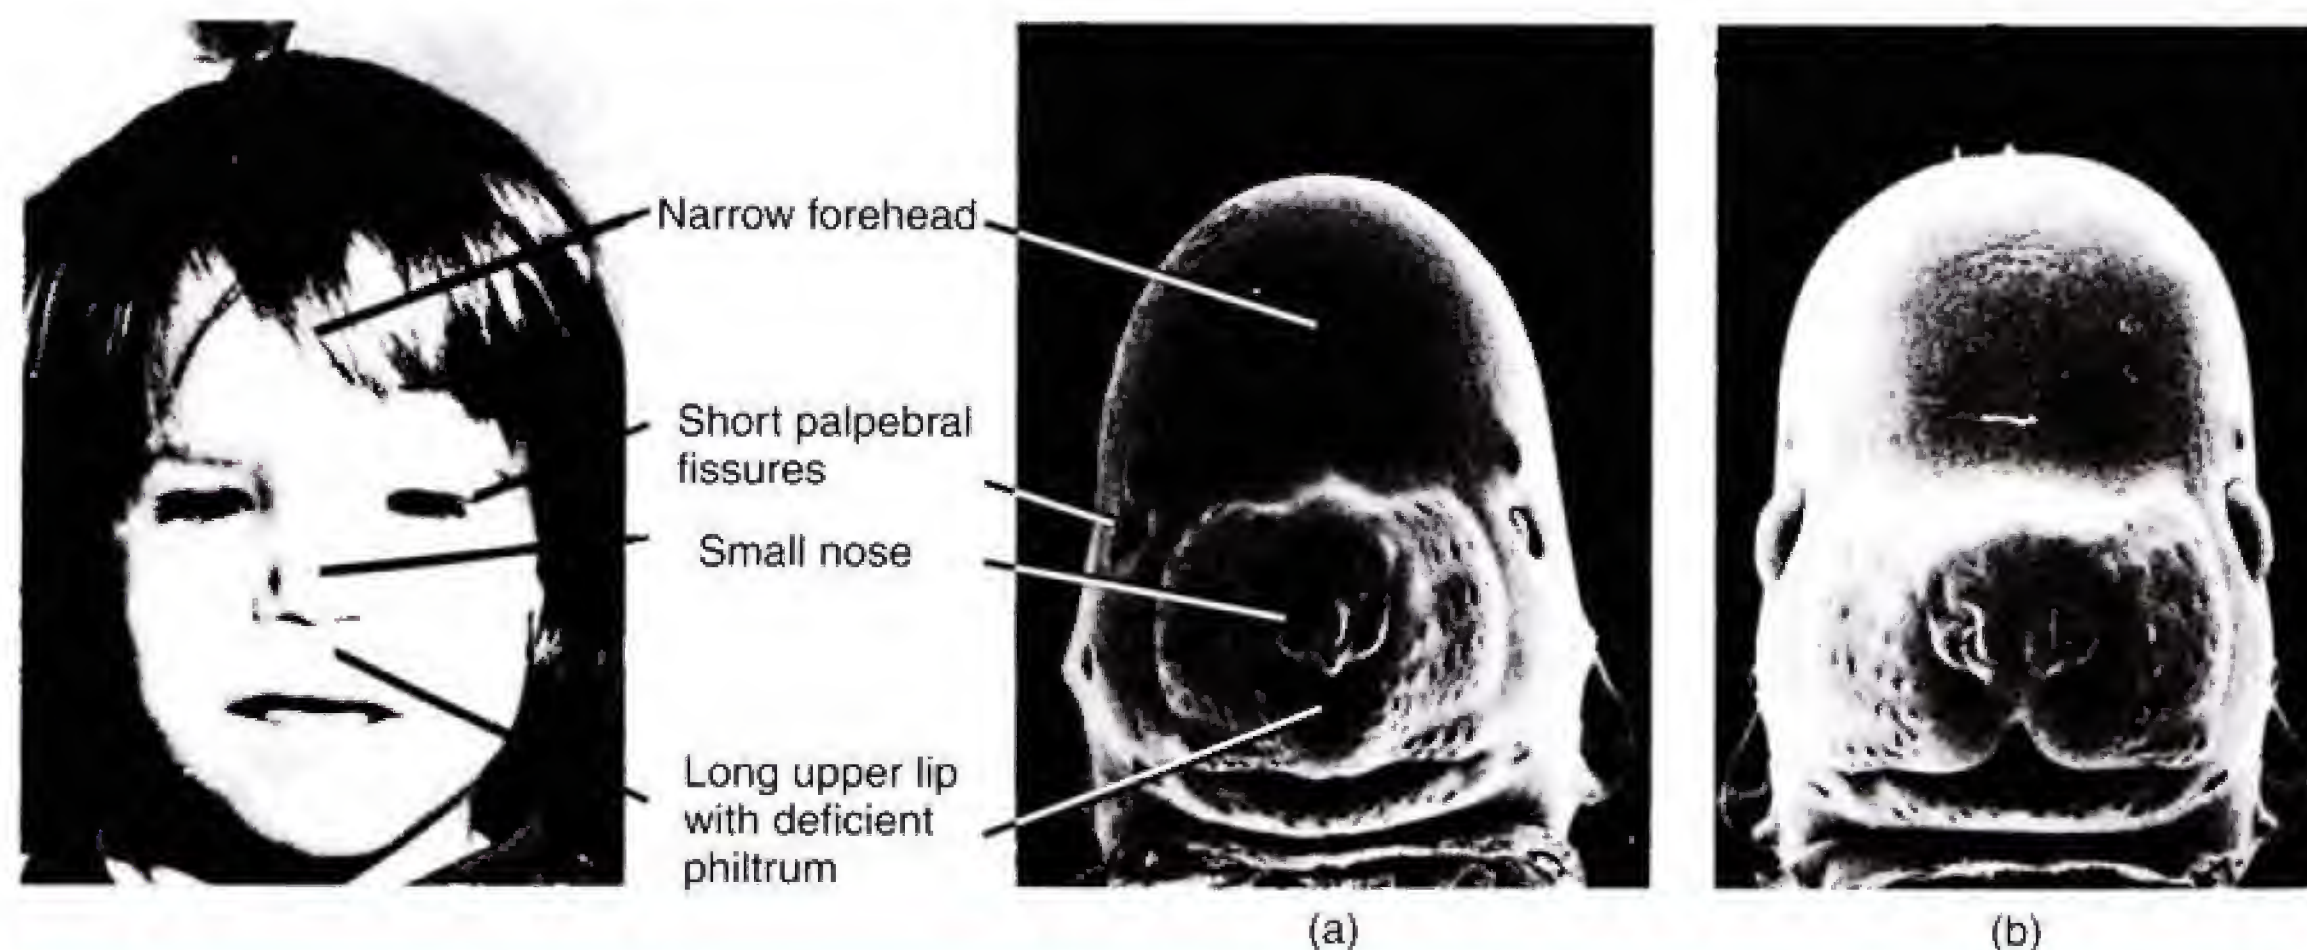 Narrow forehead
Short palpebral
fissures
Small nose
Long upper lip
with deficient
philtrum
(a)
(b)